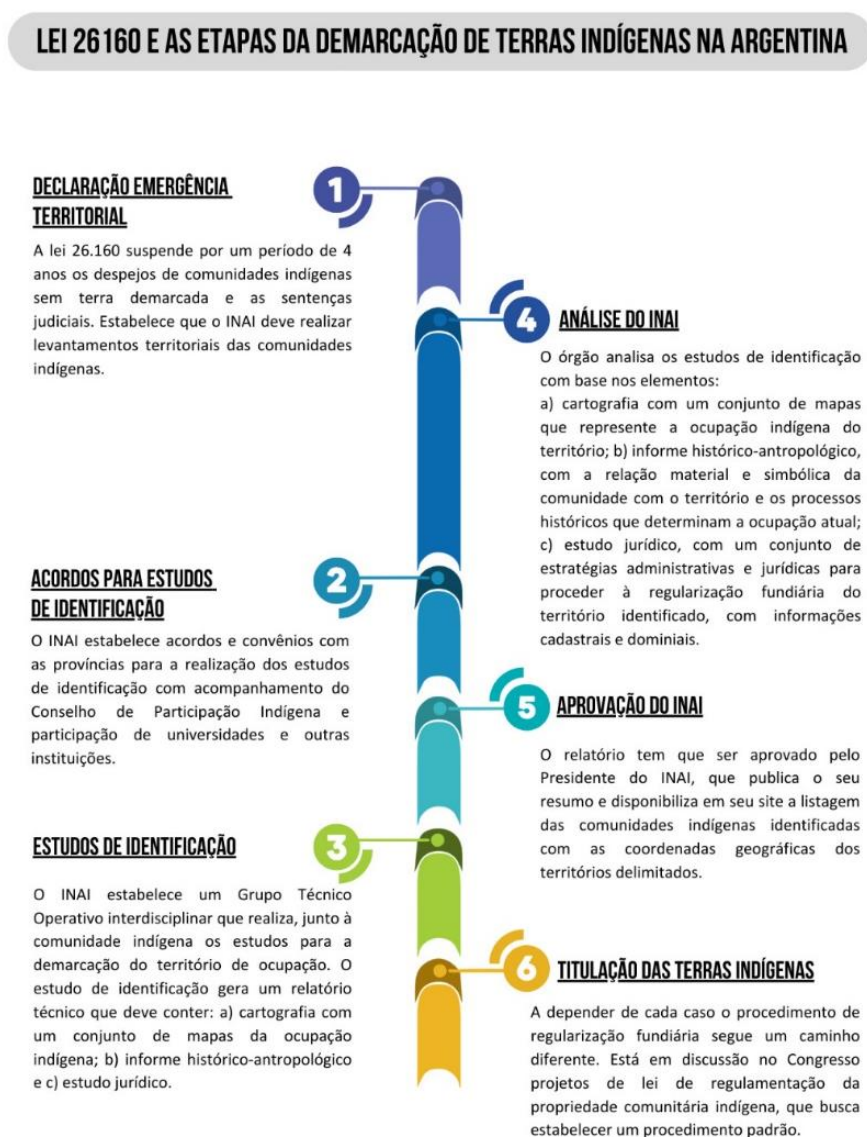 LEI 26160 E AS ETAPAS DA DEMARCAÇÃO DE TERRAS INDÍGENAS NA ARGENTINA
1
DECLARAÇÃO EMERGÊNCIA
TERRITORIAL
A lei 26.160 suspende por um período de 4
anos os despejos de comunidades indígenas
sem terra demarcada e as sentenças
judiciais. Estabelece que o INAI deve realizar
levantamentos territoriais das comunidades
indígenas.
2
ACORDOS PARA ESTUDOS
DE IDENTIFICAÇÃO
O INAI estabelece acordos e convênios com
as províncias para a realização dos estudos
de identificação com acompanhamento do
Conselho de Participação Indígena e
participação de universidades e outras
instituições.
3
ESTUDOS DE IDENTIFICAÇÃO
O INAI estabelece um Grupo Técnico
Operativo interdisciplinar que realiza, junto à
comunidade indígena os estudos para a
demarcação do território de ocupação. O
estudo de identificação gera um relatório
técnico que deve conter: a) cartografia com
um conjunto de mapas da ocupação
indígena; b) informe histórico-antropológico
e c) estudo jurídico.
4
ANÁLISE DO INAI
O órgão analisa os estudos de identificação
com base nos elementos:
a) cartografia com um conjunto de mapas
que represente a ocupação indígena do
território; b) informe histórico-antropológico,
com a relação material e simbólica da
comunidade com o território e os processos
históricos que determinam a ocupação atual;
c) estudo jurídico, com um conjunto de
estratégias administrativas e jurídicas para
proceder à regularização fundiária do
território identificado, com informações
cadastrais e dominiais.
5
APROVAÇÃO DO INAI
O relatório tem que ser aprovado pelo
Presidente do INAI, que publica o seu
resumo e disponibiliza em seu site a listagem
das comunidades indígenas identificadas
com as coordenadas geográficas dos
territórios delimitados.
6
TITULAÇÃO DAS TERRAS INDÍGENAS
A depender de cada caso o procedimento de
regularização fundiária segue um caminho
diferente. Está em discussão no Congresso
projetos de lei de regulamentação da
propriedade comunitária indígena, que busca
estabelecer um procedimento padrão.